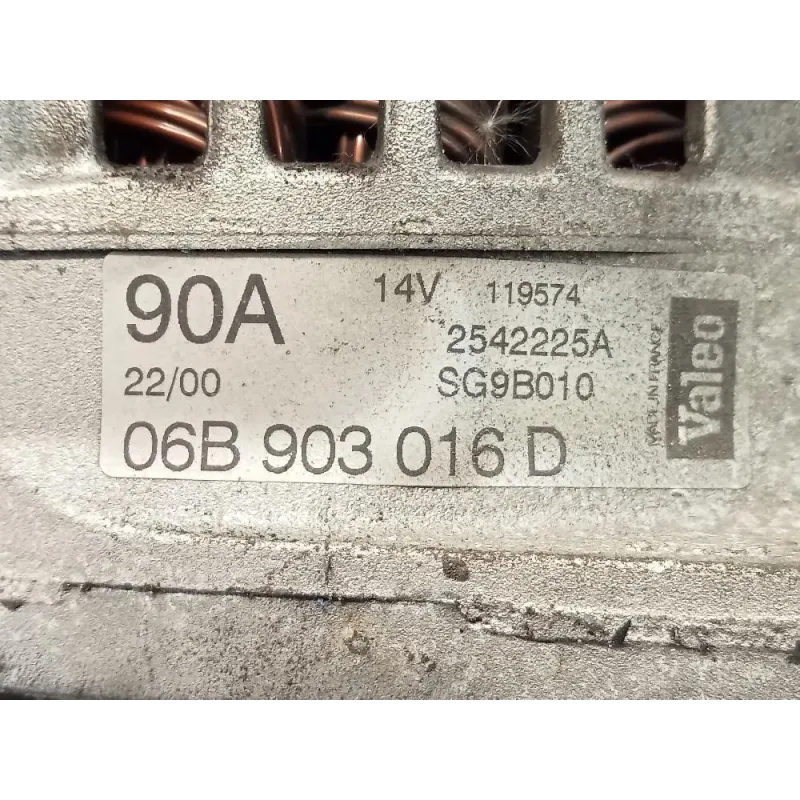 90A 14V 119574
2542225A
22/00 SG9B010
06B 903 016 D
MADE IN FRANCE
Valeo